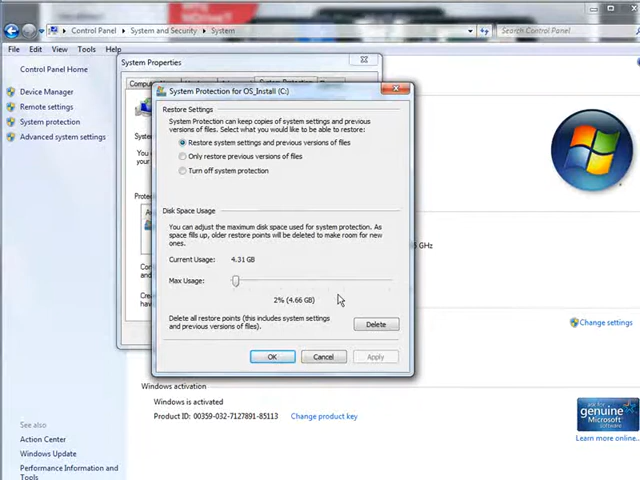 Control Panel ▸ System and Security ▸ System
Search Control Panel
File Edit View Tools Help
Control Panel Home
Device Manager
Remote settings
System protection
Advanced system settings
System Properties
System Protection for OS_Install (C:)
Restore Settings
System Protection can keep copies of system settings and previous
versions of files. Select what you would like to be able to restore:
Restore system settings and previous versions of files
Only restore previous versions of files
Turn off system protection
Disk Space Usage
You can adjust the maximum disk space used for system protection. As
space fills up, older restore points will be deleted to make room for new
ones.
Current Usage: 4.31 GB
Max Usage:
2% (4.66 GB)
Delete all restore points (this includes system settings
and previous versions of files).
Delete
OK Cancel Apply
GHz
Change settings
Windows activation
Windows is activated
Product ID: 00359-032-7127891-85113 Change product key
ask for
genuine
Microsoft
Learn more online...
See also
Action Center
Windows Update
Performance Information and
Tools